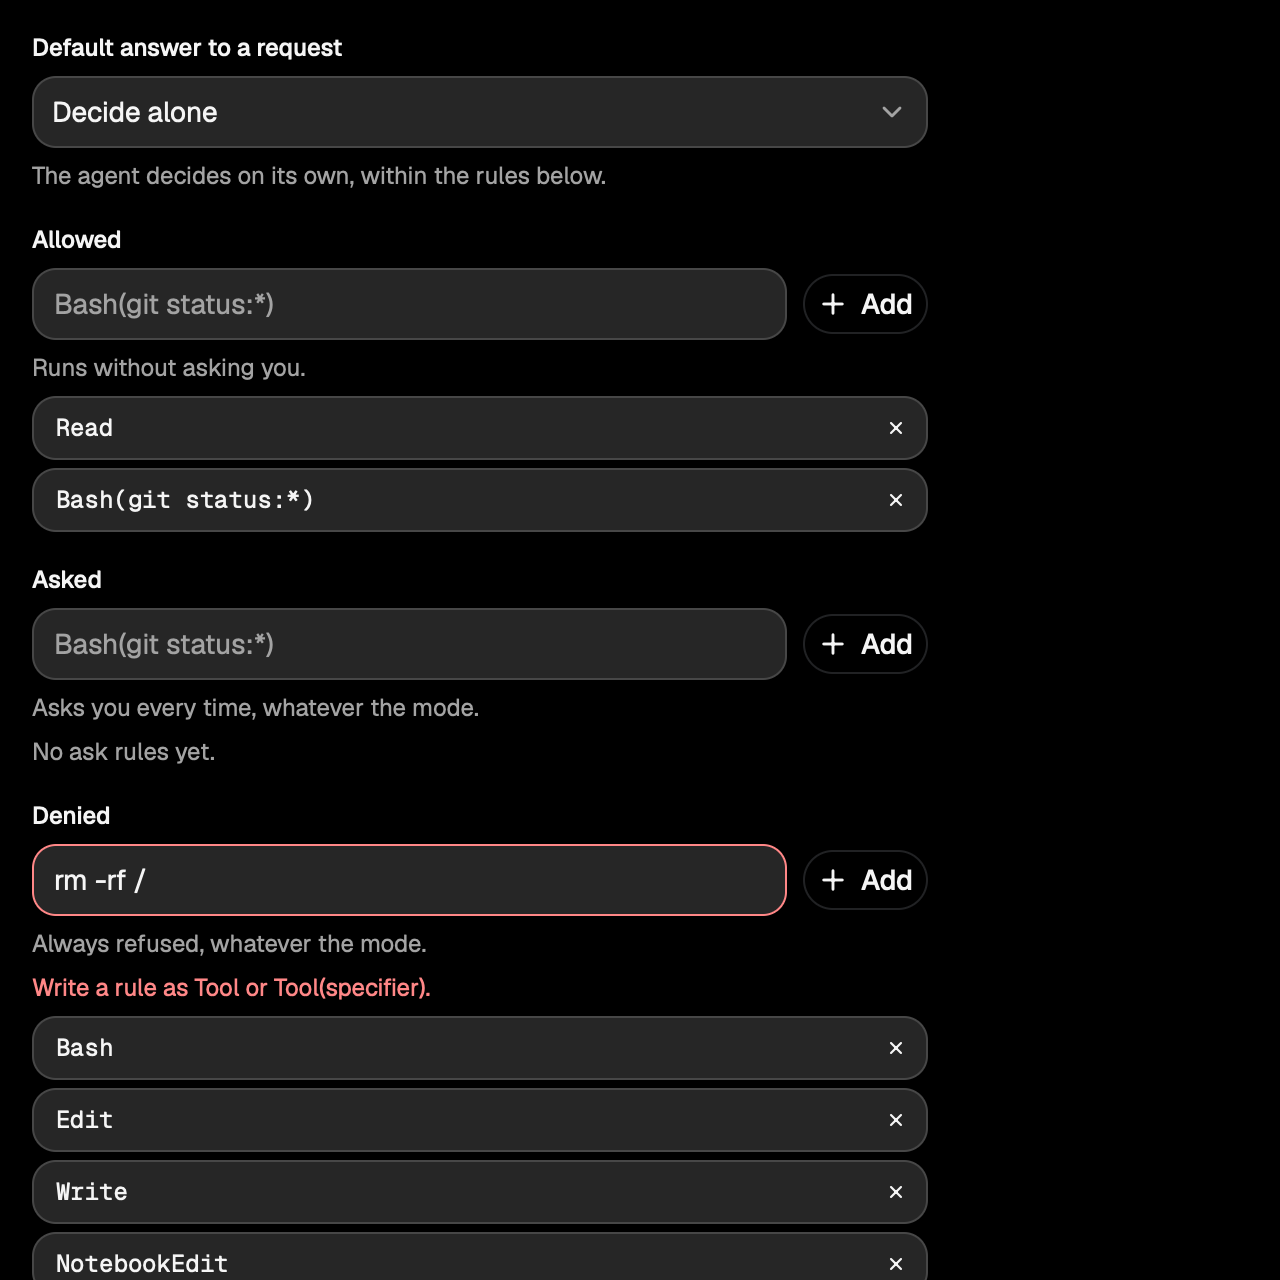 Default answer to a request
Decide alone
The agent decides on its own, within the rules below.
Allowed
Bash(git status:*)
Add
Runs without asking you.
Read
Bash(git status:*)
Asked
Bash(git status:*)
Add
Asks you every time, whatever the mode.
No ask rules yet.
Denied
rm -rf /
Add
Always refused, whatever the mode.
Write a rule as Tool or Tool(specifier).
Bash
Edit
Write
NotebookEdit